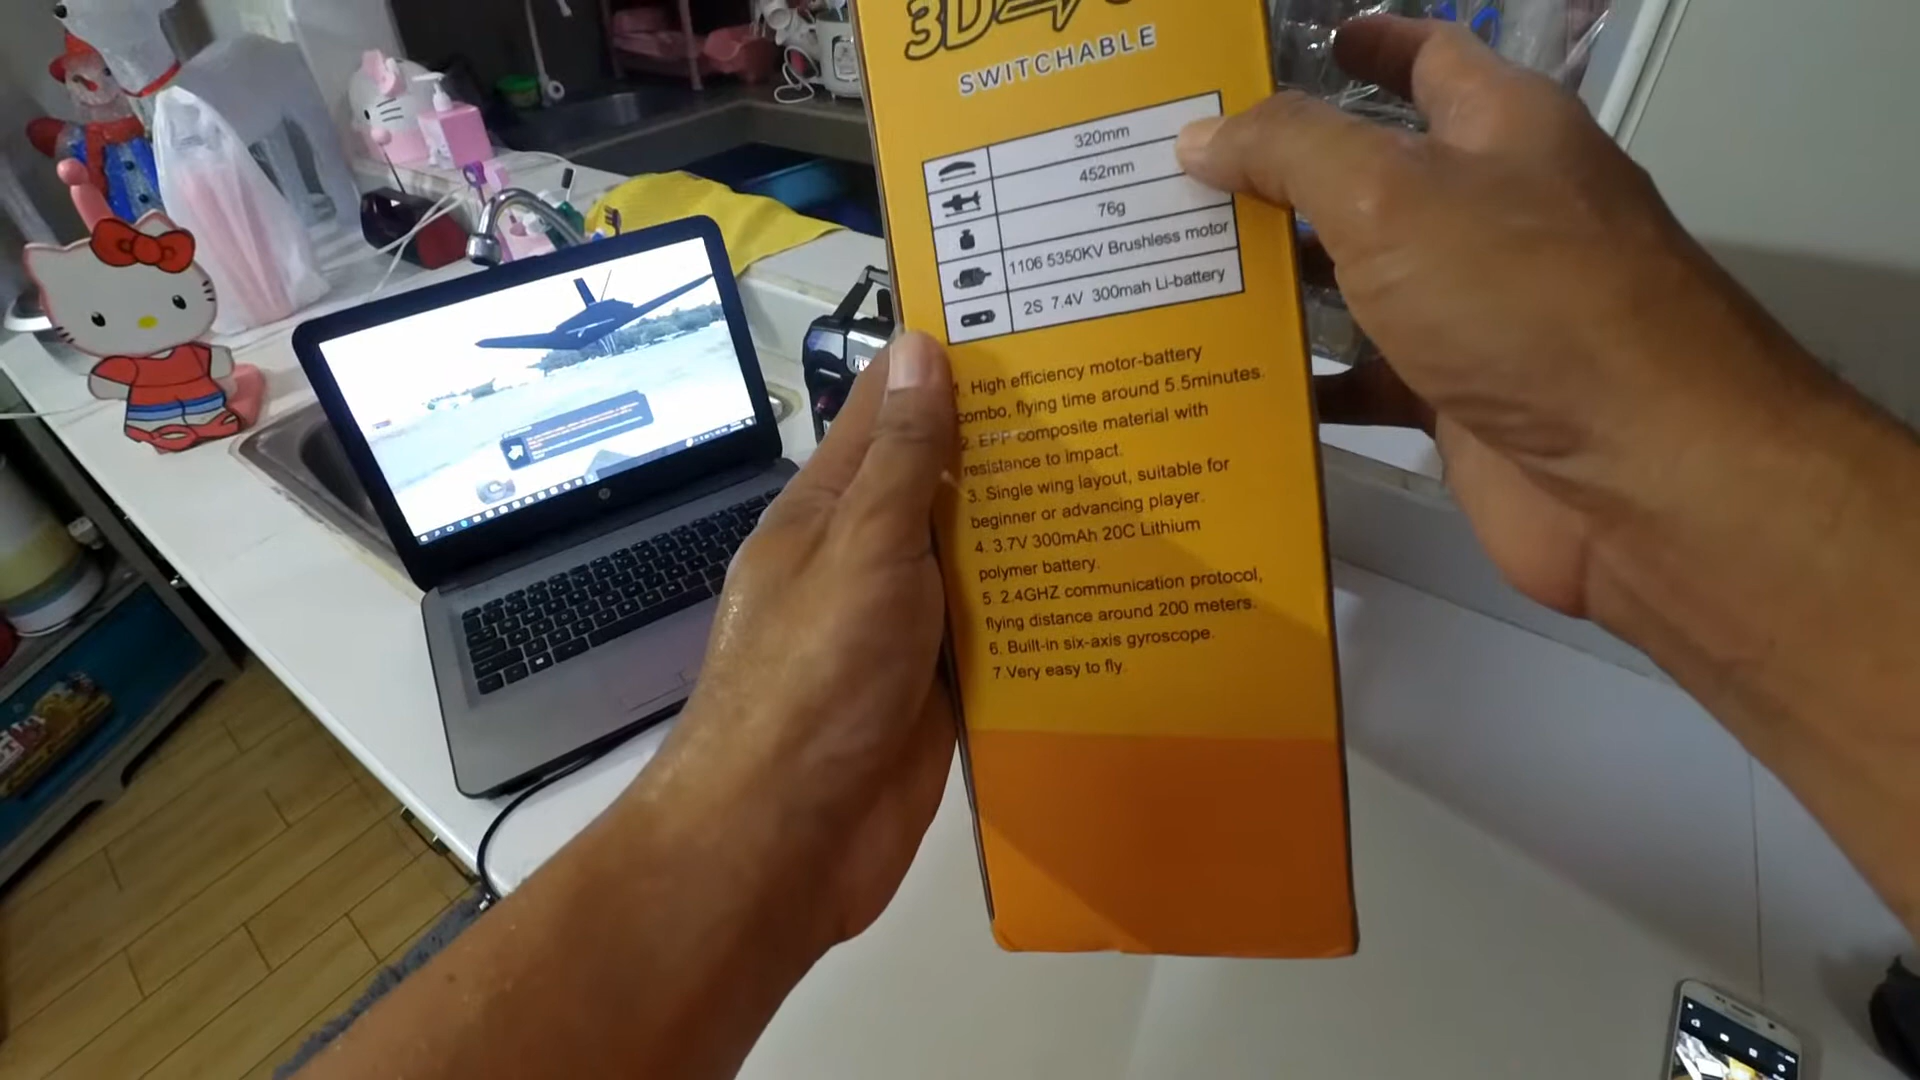 3D
SWITCHABLE
320mm
452mm
76g
1106 5350KV Brushless motor
2S 7.4V 300mah Li-battery
1. High efficiency motor-battery
combo, flying time around 5.5minutes.
2. EPP composite material with
resistance to impact.
3. Single wing layout, suitable for
beginner or advancing player.
4. 3.7V 300mAh 20C Lithium
polymer battery.
5. 2.4GHZ communication protocol,
flying distance around 200 meters.
6. Built-in six-axis gyroscope.
7.Very easy to fly.
hp